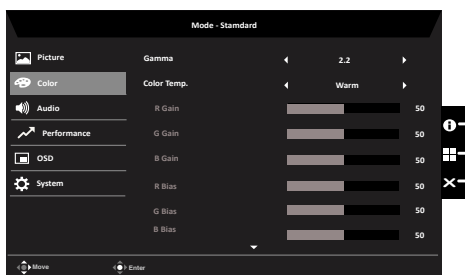 Mode - Standard
Picture
Gamma
2.2
Color
Color Temp.
Warm
Audio
R Gain
50
Performance
G Gain
50
OSD
B Gain
50
System
R Bias
50
G Bias
50
B Bias
50
Move
Enter